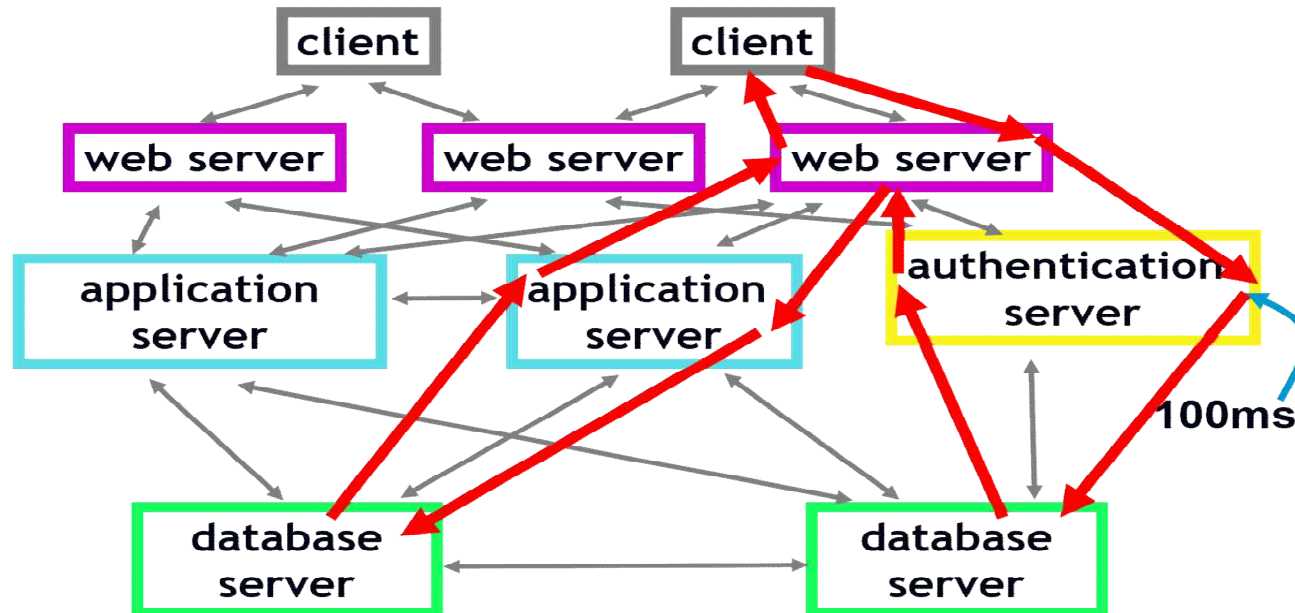 client
client
web server
web server
web server
application
server
application
server
authentication
server
100ms
database
server
database
server